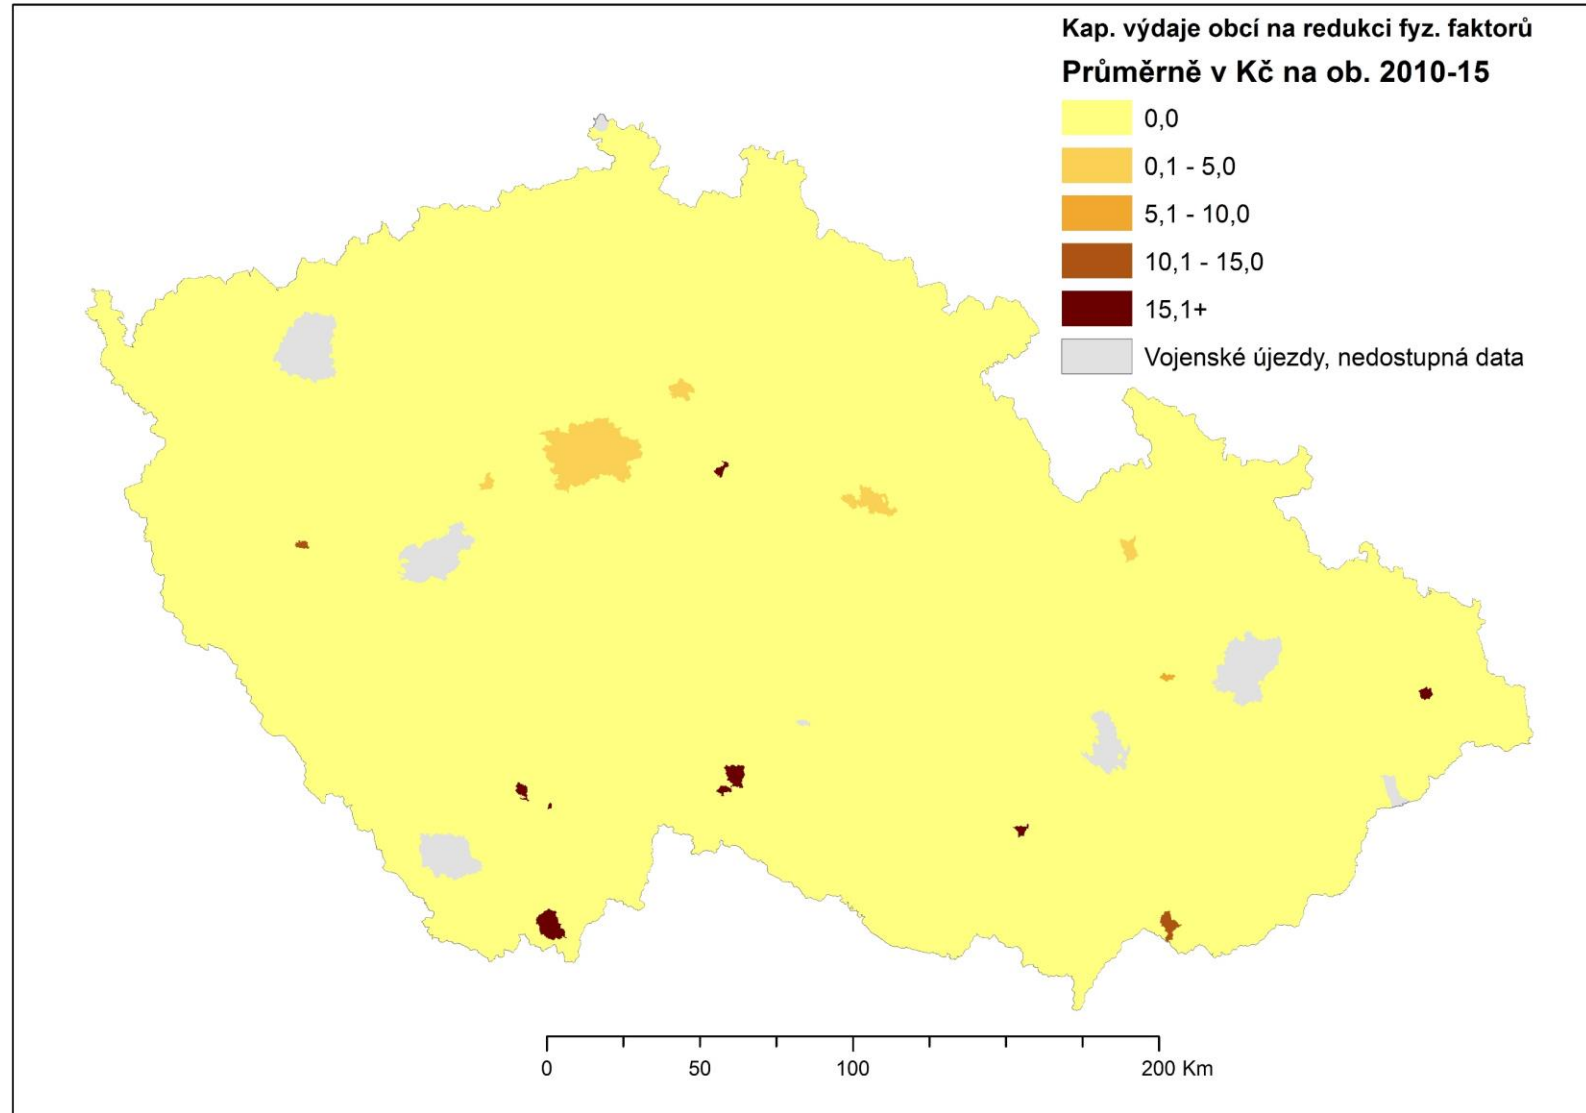 Kap. výdaje obcí na redukci fyz. faktorů
Průměrně v Kč na ob. 2010-15
0,0
0,1 - 5,0
5,1 - 10,0
10,1 - 15,0
15,1+
Vojenské újezdy, nedostupná data
0 50 100 200 Km